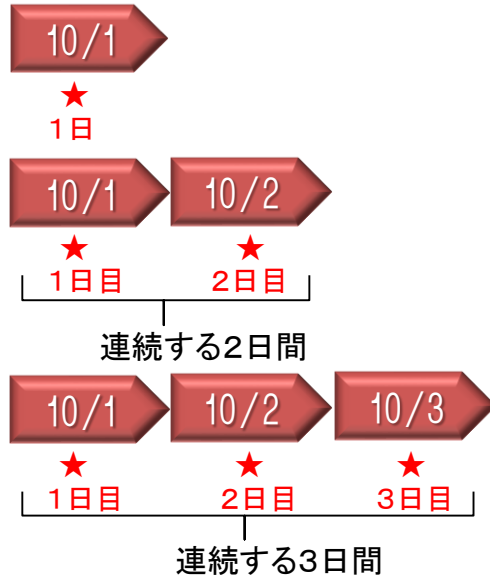 10/1
★
1日
10/1 10/2
★ ★
1日目 2日目
連続する2日間
10/1 10/2 10/3
★ ★ ★
1日目 2日目 3日目
連続する3日間